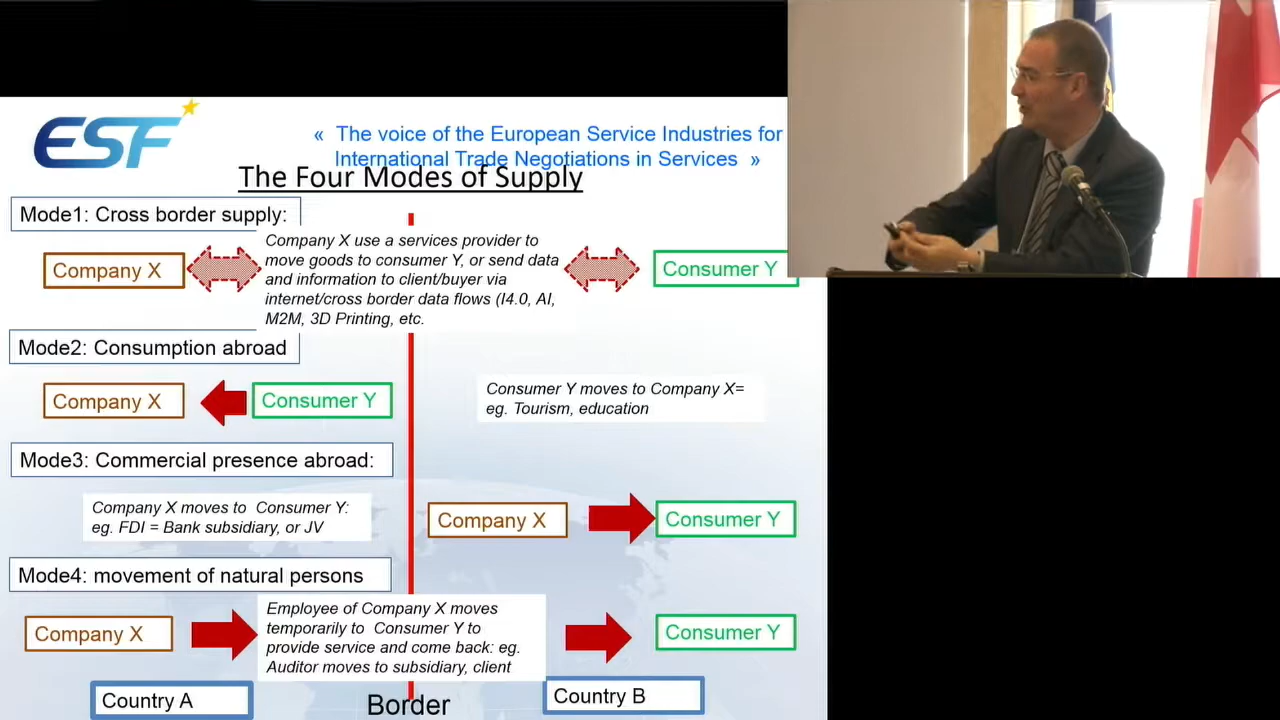 ESF
« The voice of the European Service Industries for
International Trade Negotiations in Services »
The Four Modes of Supply
Mode1: Cross border supply:
Company X
Company X use a services provider to
move goods to consumer Y, or send data
and information to client/buyer via
internet/cross border data flows (I4.0, AI,
M2M, 3D Printing, etc.
Consumer Y
Mode2: Consumption abroad
Company X
Consumer Y
Consumer Y moves to Company X=
eg. Tourism, education
Mode3: Commercial presence abroad:
Company X moves to Consumer Y:
eg. FDI = Bank subsidiary, or JV
Company X
Consumer Y
Mode4: movement of natural persons
Company X
Employee of Company X moves
temporarily to Consumer Y to
provide service and come back: eg.
Auditor moves to subsidiary, client
Consumer Y
Country A
Border
Country B